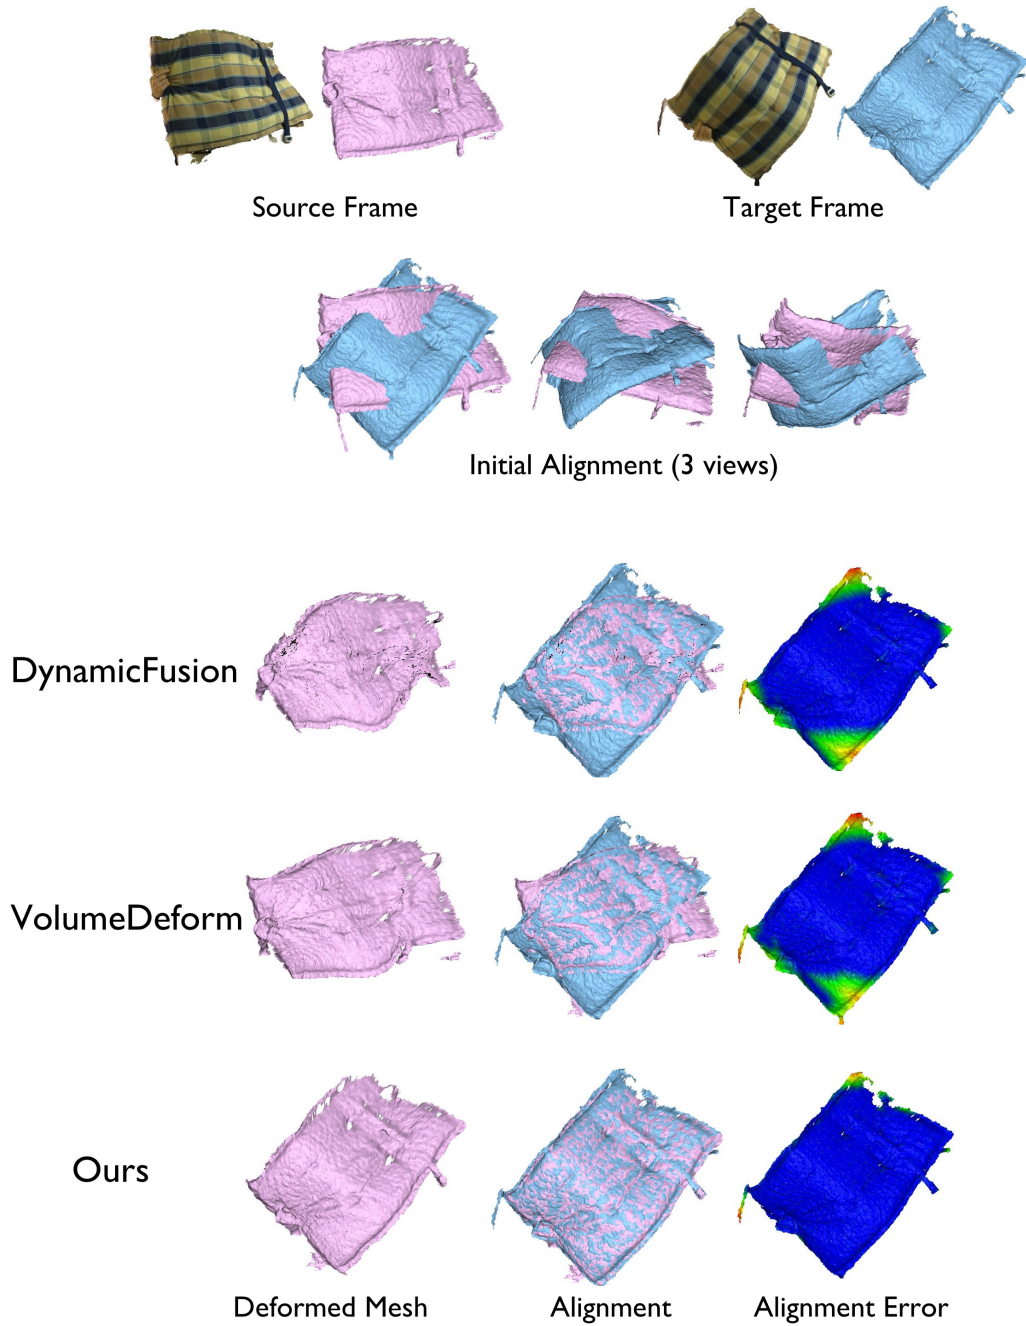 Source Frame
Target Frame
Initial Alignment (3 views)
DynamicFusion
VolumeDeform
Ours
Deformed Mesh
Alignment
Alignment Error